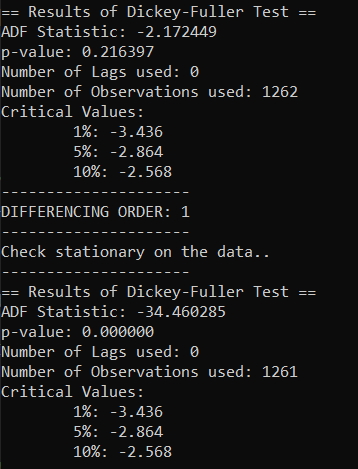 == Results of Dickey-Fuller Test ==
ADF Statistic: -2.172449
p-value: 0.216397
Number of Lags used: 0
Number of Observations used: 1262
Critical Values:
        1%: -3.436
        5%: -2.864
        10%: -2.568
---------------------
DIFFERENCING ORDER: 1
---------------------
Check stationary on the data..
---------------------
== Results of Dickey-Fuller Test ==
ADF Statistic: -34.460285
p-value: 0.000000
Number of Lags used: 0
Number of Observations used: 1261
Critical Values:
        1%: -3.436
        5%: -2.864
        10%: -2.568